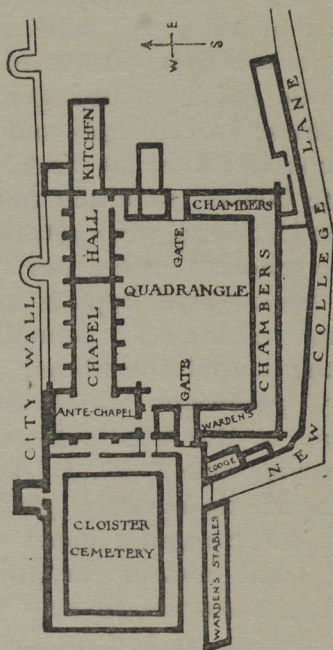 E
S
W
KITCHEN
HALL
CHAPEL
ANTE-CHAPEL
CITY-WALL
CHAMBERS
GATE
QUADRANGLE
CHAMBERS
GATE
WARDEN'S
LODGE
CLOISTER
CEMETERY
WARDEN'S STABLES
NEW COLLEGE LANE